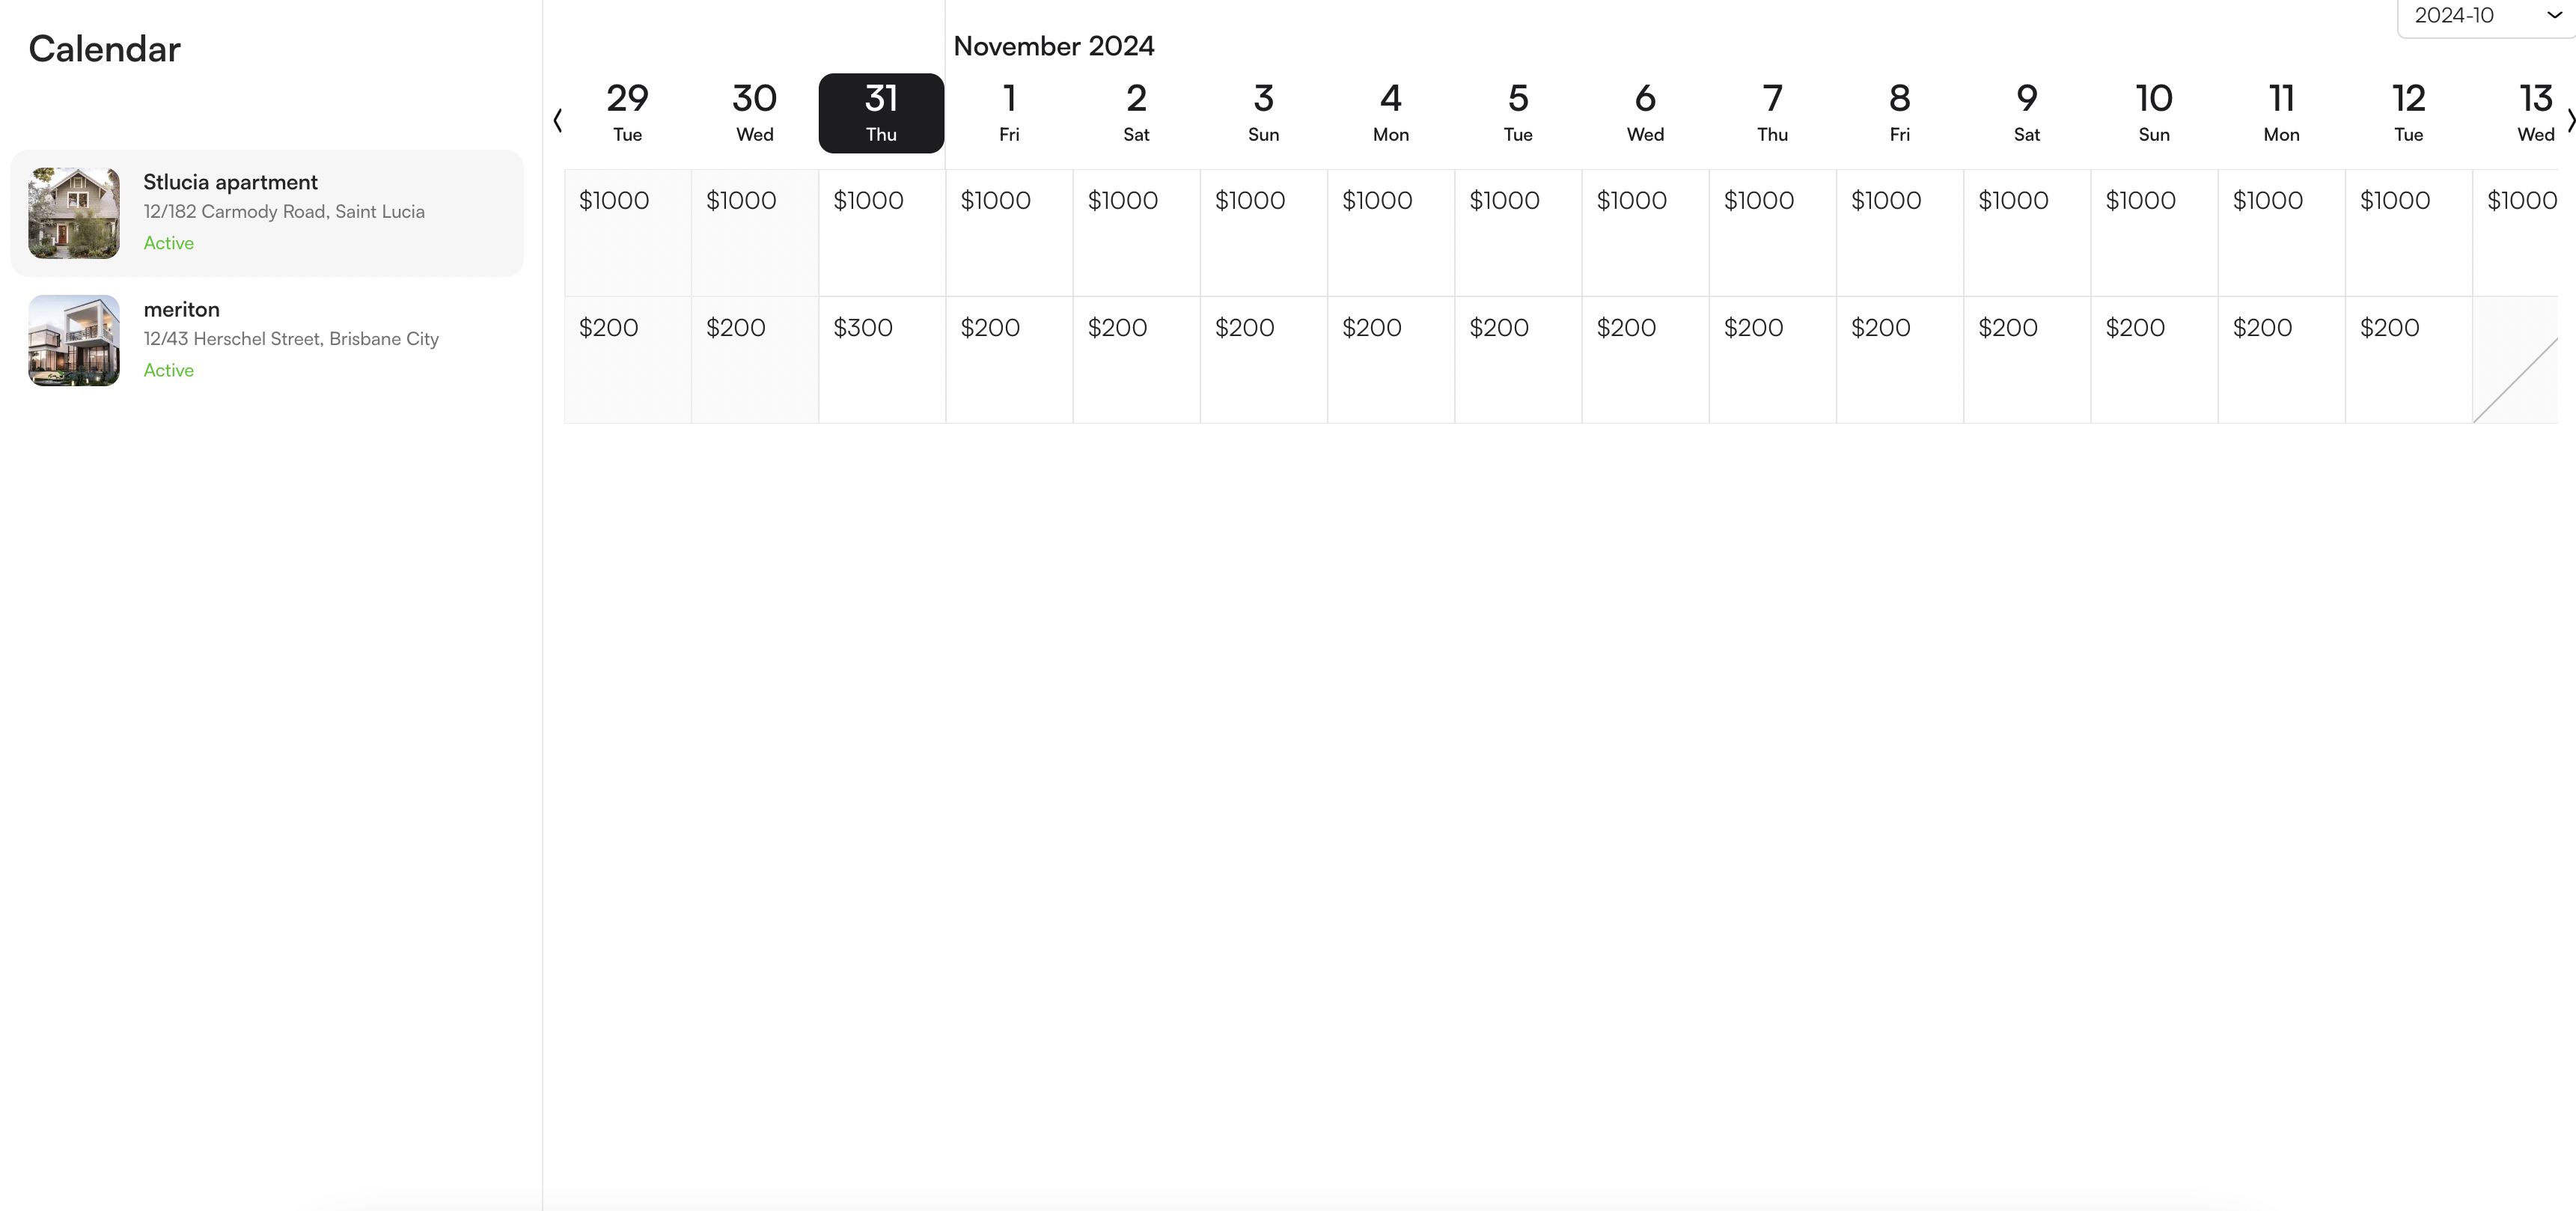 Calendar
2024-10
November 2024
29 30 31 1 2 3 4 5 6 7 8 9 10 11 12 13
Tue Wed Thu Fri Sat Sun Mon Tue Wed Thu Fri Sat Sun Mon Tue Wed
Stlucia apartment
12/182 Carmody Road, Saint Lucia
Active
$1000 $1000 $1000 $1000 $1000 $1000 $1000 $1000 $1000 $1000 $1000 $1000 $1000 $1000 $1000 $1000
meriton
12/43 Herschel Street, Brisbane City
Active
$200 $200 $300 $200 $200 $200 $200 $200 $200 $200 $200 $200 $200 $200 $200